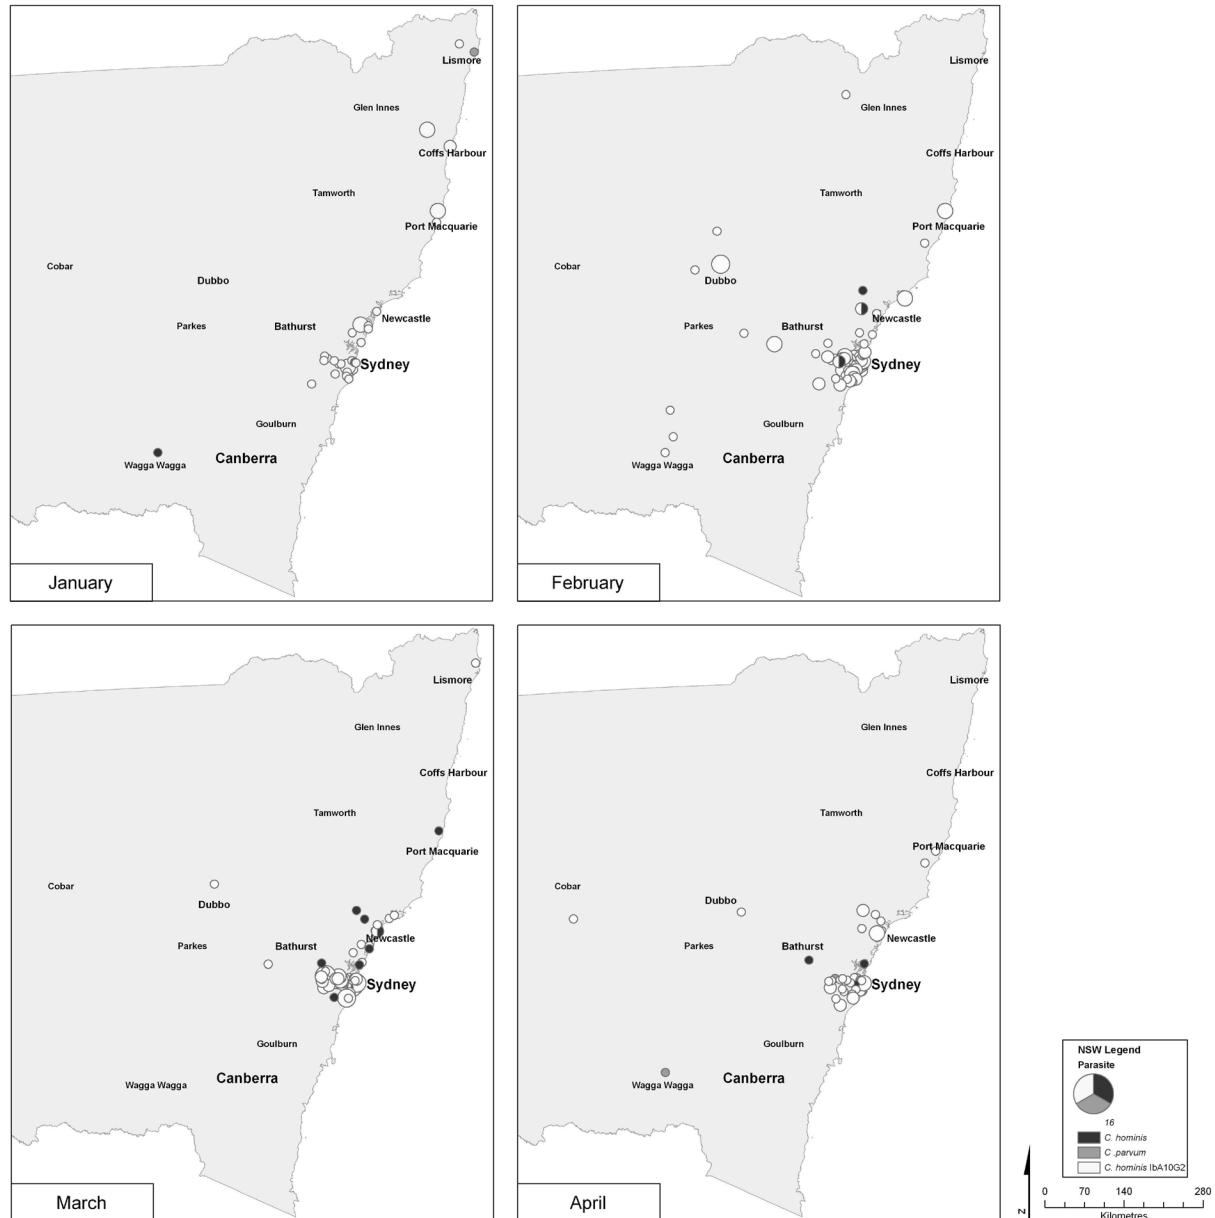 Lismore
Glen Innes
Coffs Harbour
Tamworth
Port Macquarie
Cobar
Dubbo
Newcastle
Parkes
Bathurst
Sydney
Goulburn
Canberra
Wagga Wagga
January
Lismore
Glen Innes
Coffs Harbour
Tamworth
Port Macquarie
Cobar
Dubbo
Newcastle
Parkes
Bathurst
Sydney
Goulburn
Canberra
Wagga Wagga
February
Lismore
Glen Innes
Coffs Harbour
Tamworth
Port Macquarie
Cobar
Dubbo
Newcastle
Parkes
Bathurst
Sydney
Goulburn
Canberra
Wagga Wagga
March
Lismore
Glen Innes
Coffs Harbour
Tamworth
Port Macquarie
Cobar
Dubbo
Newcastle
Parkes
Bathurst
Sydney
Goulburn
Canberra
Wagga Wagga
April
NSW Legend
Parasite
16
C. hominis
C .parvum
C. hominis IbA10G2
0 70 140 280
Kilometres
N